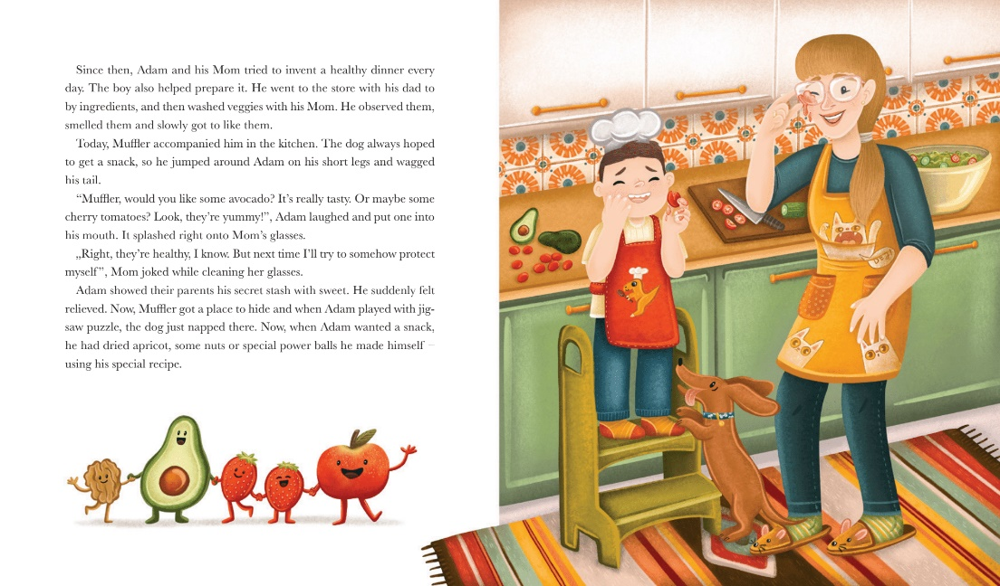 Since then, Adam and his Mom tried to invent a healthy dinner every
day. The boy also helped prepare it. He went to the store with his dad to
by ingredients, and then washed veggies with his Mom. He observed them,
smelled them and slowly got to like them.
Today, Muffler accompanied him in the kitchen. The dog always hoped
to get a snack, so he jumped around Adam on his short legs and wagged
his tail.
“Muffler, would you like some avocado? It’s really tasty. Or maybe some
cherry tomatoes? Look, they’re yummy!”, Adam laughed and put one into
his mouth. It splashed right onto Mom’s glasses.
„Right, they’re healthy, I know. But next time I’ll try to somehow protect
myself”, Mom joked while cleaning her glasses.
Adam showed their parents his secret stash with sweet. He suddenly felt
relieved. Now, Muffler got a place to hide and when Adam played with jig-
saw puzzle, the dog just napped there. Now, when Adam wanted a snack,
he had dried apricot, some nuts or special power balls he made himself –
using his special recipe.